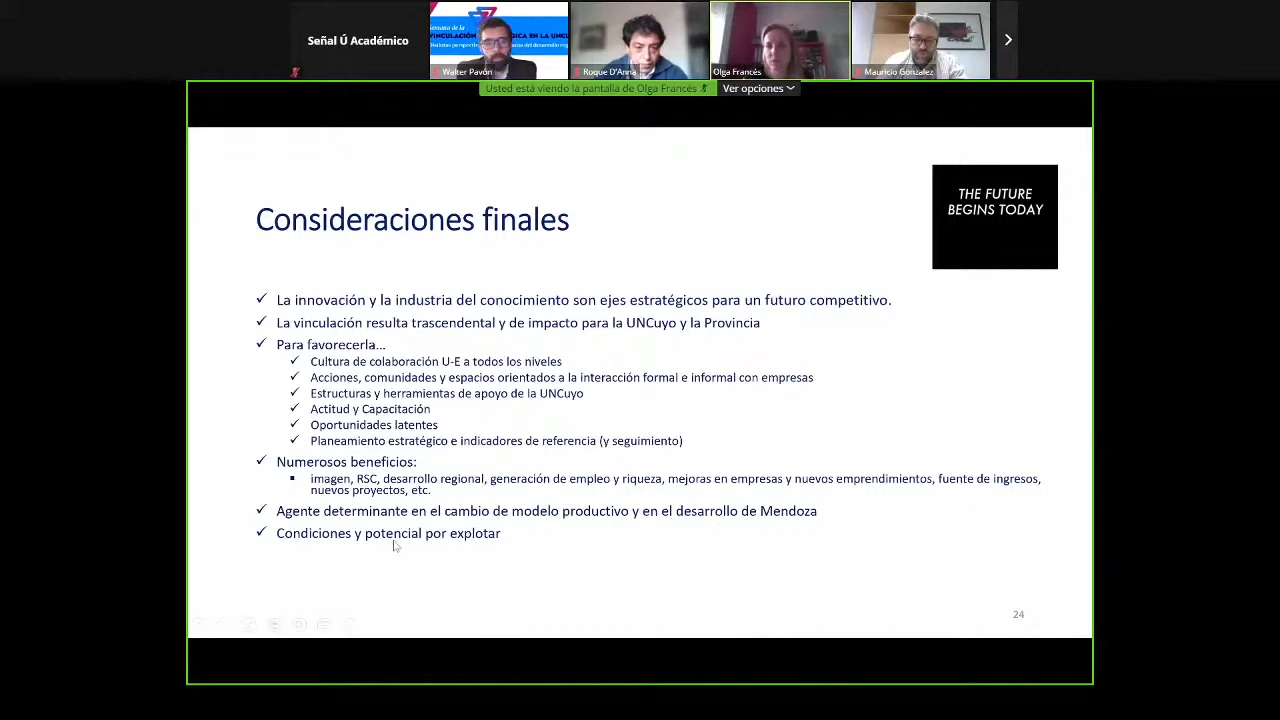 Señal Ú Académico
Semana de la
VINCULACIÓN
Walter Pavón
Roque D'Anna
Olga Francés
Mauricio Gonzalez
Usted está viendo la pantalla de Olga Francés
Ver opciones
THE FUTURE
BEGINS TODAY
Consideraciones finales
La innovación y la industria del conocimiento son ejes estratégicos para un futuro competitivo.
La vinculación resulta trascendental y de impacto para la UNCuyo y la Provincia
Para favorecerla...
Cultura de colaboración U-E a todos los niveles
Acciones, comunidades y espacios orientados a la interacción formal e informal con empresas
Estructuras y herramientas de apoyo de la UNCuyo
Actitud y Capacitación
Oportunidades latentes
Planeamiento estratégico e indicadores de referencia (y seguimiento)
Numerosos beneficios:
imagen, RSC, desarrollo regional, generación de empleo y riqueza, mejoras en empresas y nuevos emprendimientos, fuente de ingresos,
nuevos proyectos, etc.
Agente determinante en el cambio de modelo productivo y en el desarrollo de Mendoza
Condiciones y potencial por explotar
24